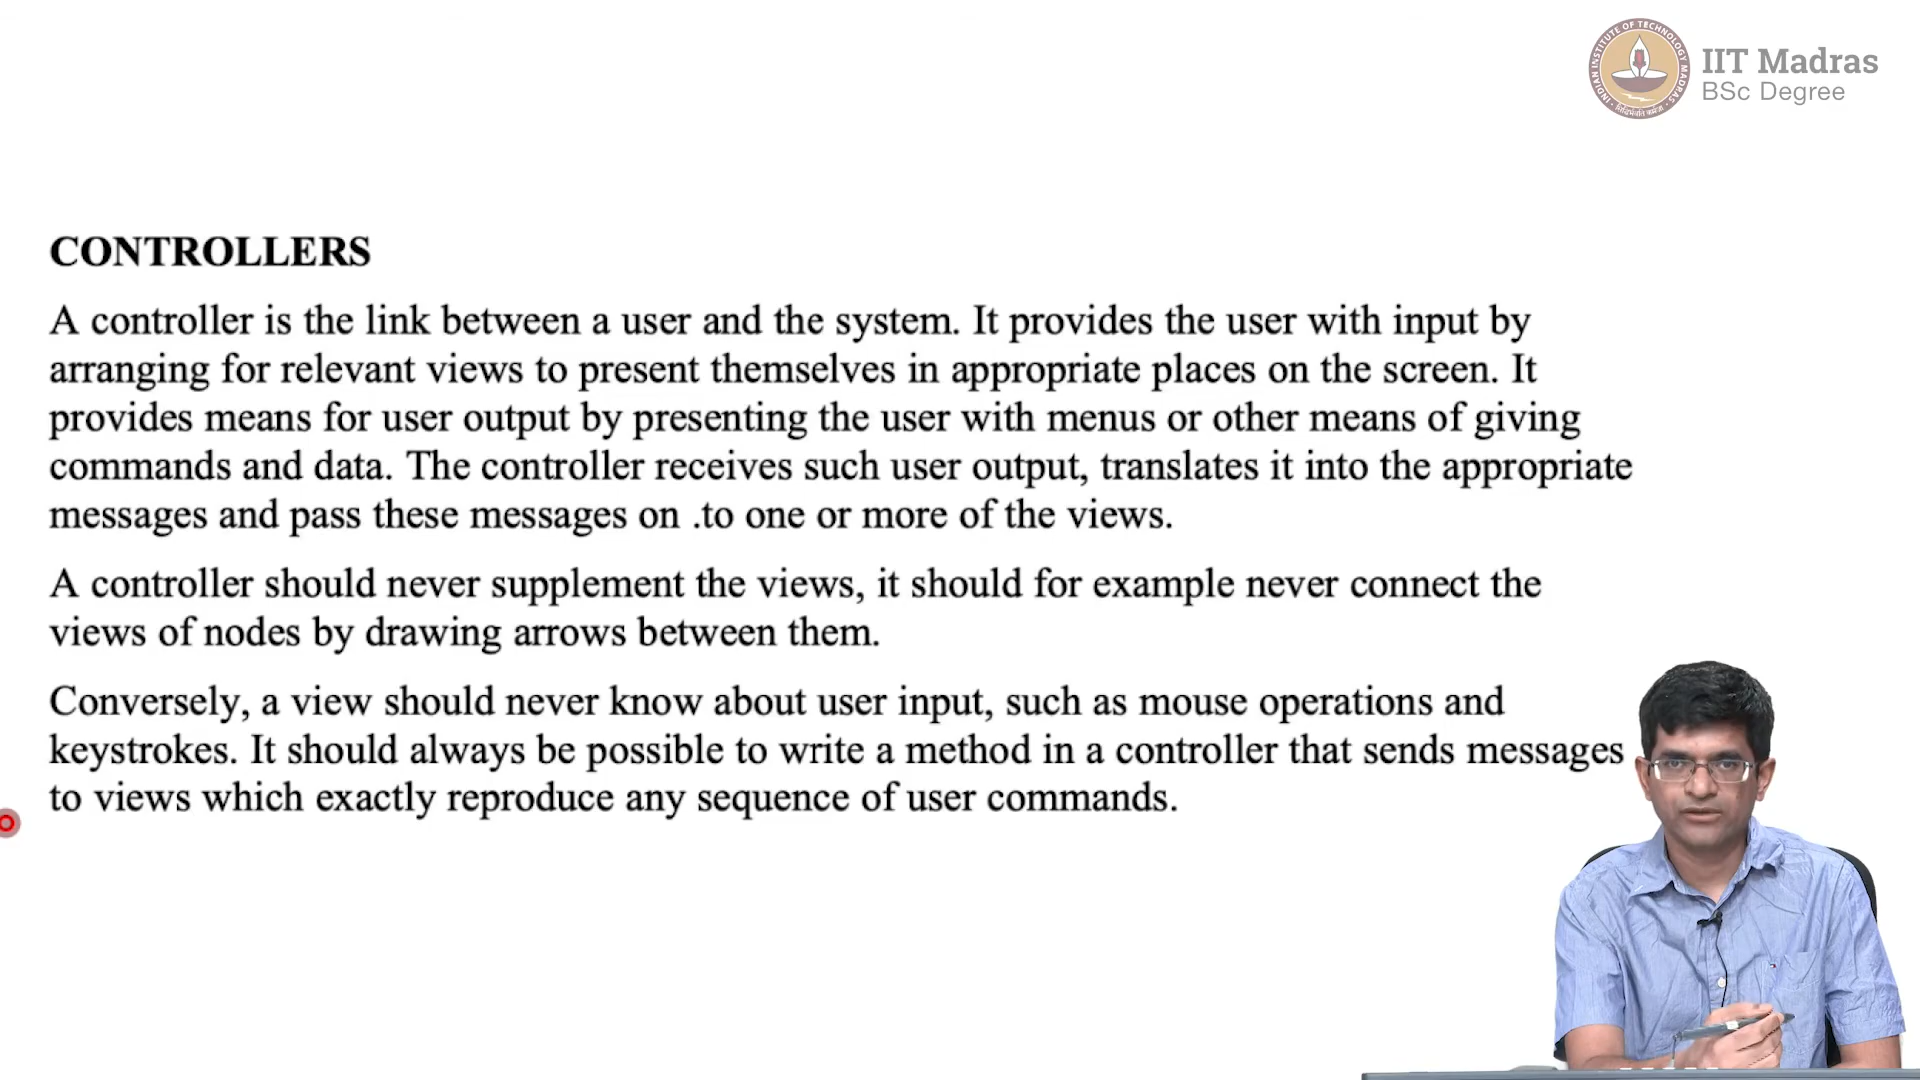 INDIAN INSTITUTE OF TECHNOLOGY MADRAS
IIT Madras
BSc Degree
CONTROLLERS
A controller is the link between a user and the system. It provides the user with input by
arranging for relevant views to present themselves in appropriate places on the screen. It
provides means for user output by presenting the user with menus or other means of giving
commands and data. The controller receives such user output, translates it into the appropriate
messages and pass these messages on .to one or more of the views.
A controller should never supplement the views, it should for example never connect the
views of nodes by drawing arrows between them.
Conversely, a view should never know about user input, such as mouse operations and
keystrokes. It should always be possible to write a method in a controller that sends messages
to views which exactly reproduce any sequence of user commands.